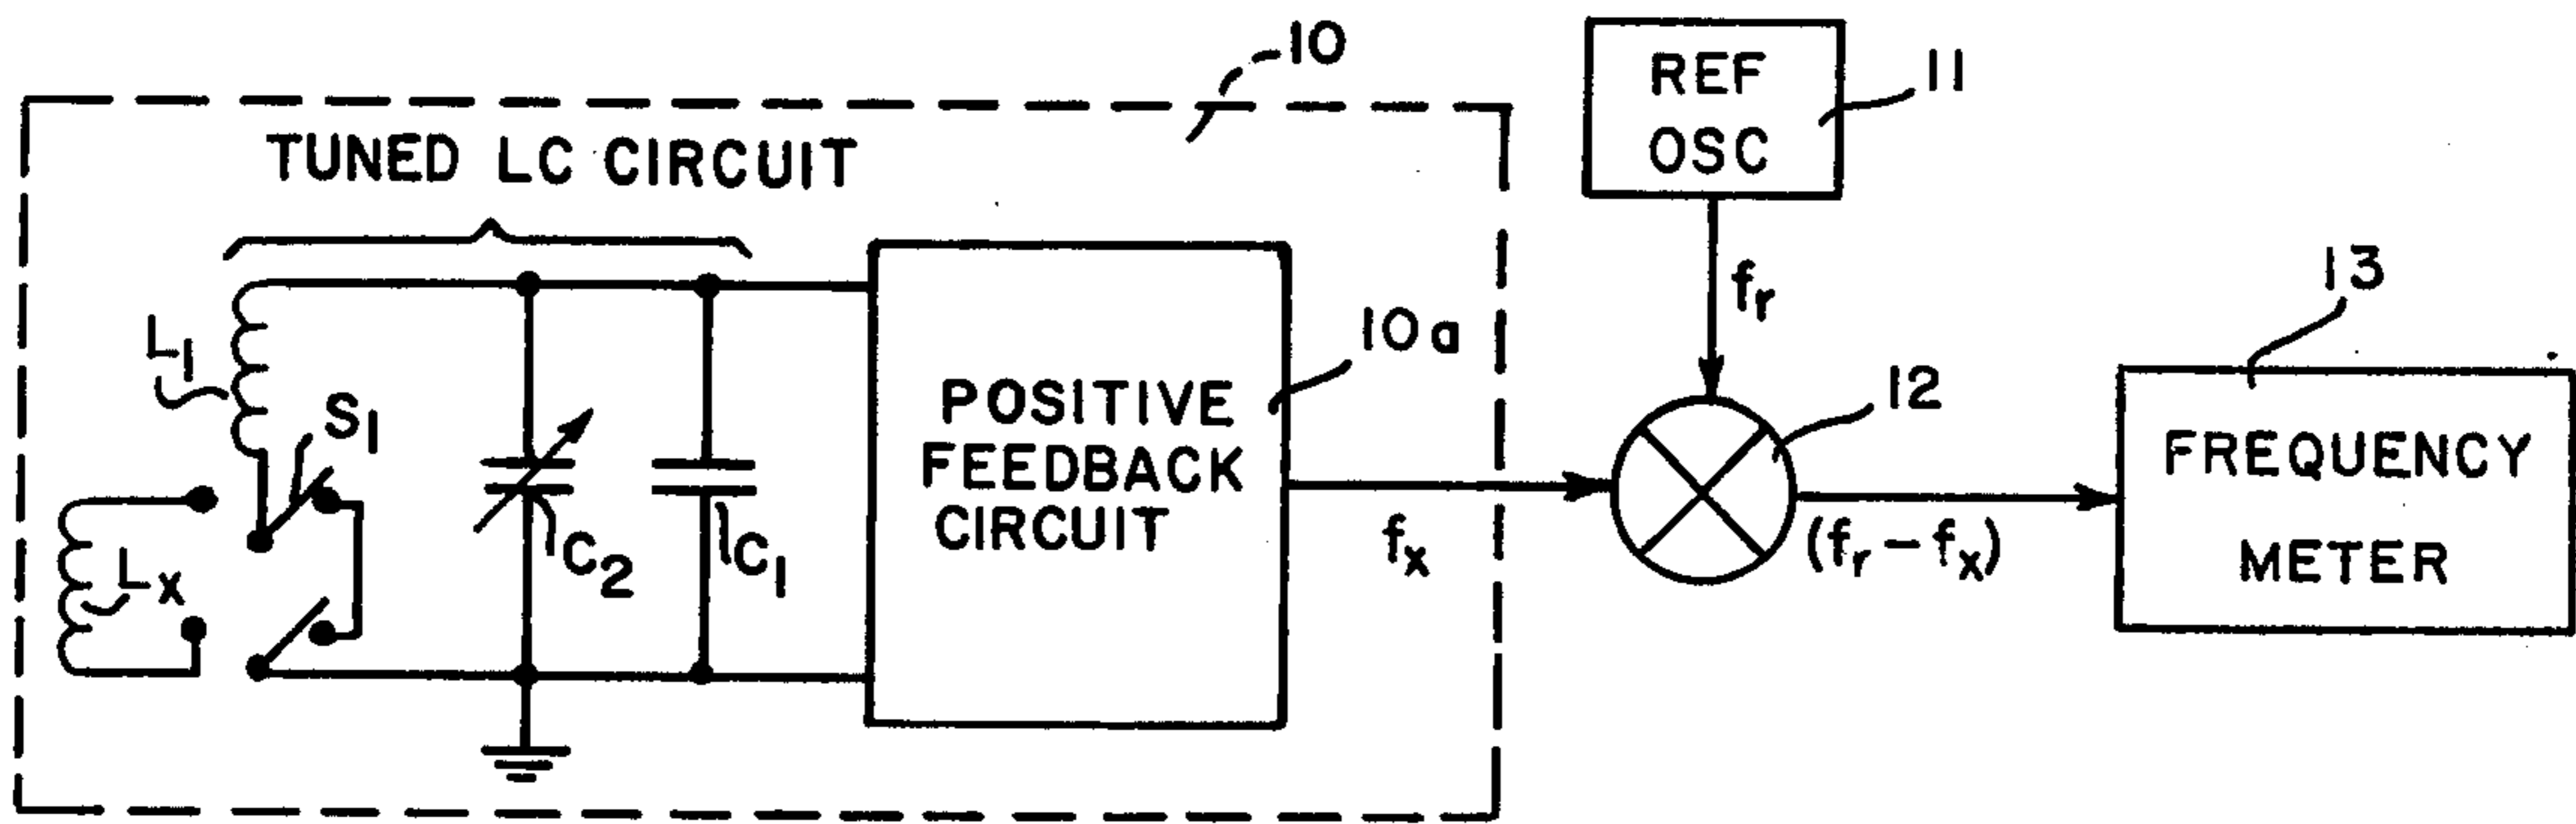 10
REF
OSC
11
TUNED LC CIRCUIT
fr
13
L1
10a
S1
POSITIVE
FEEDBACK
CIRCUIT
12
FREQUENCY
METER
Lx
C2
C1
fx
(fr - fx)